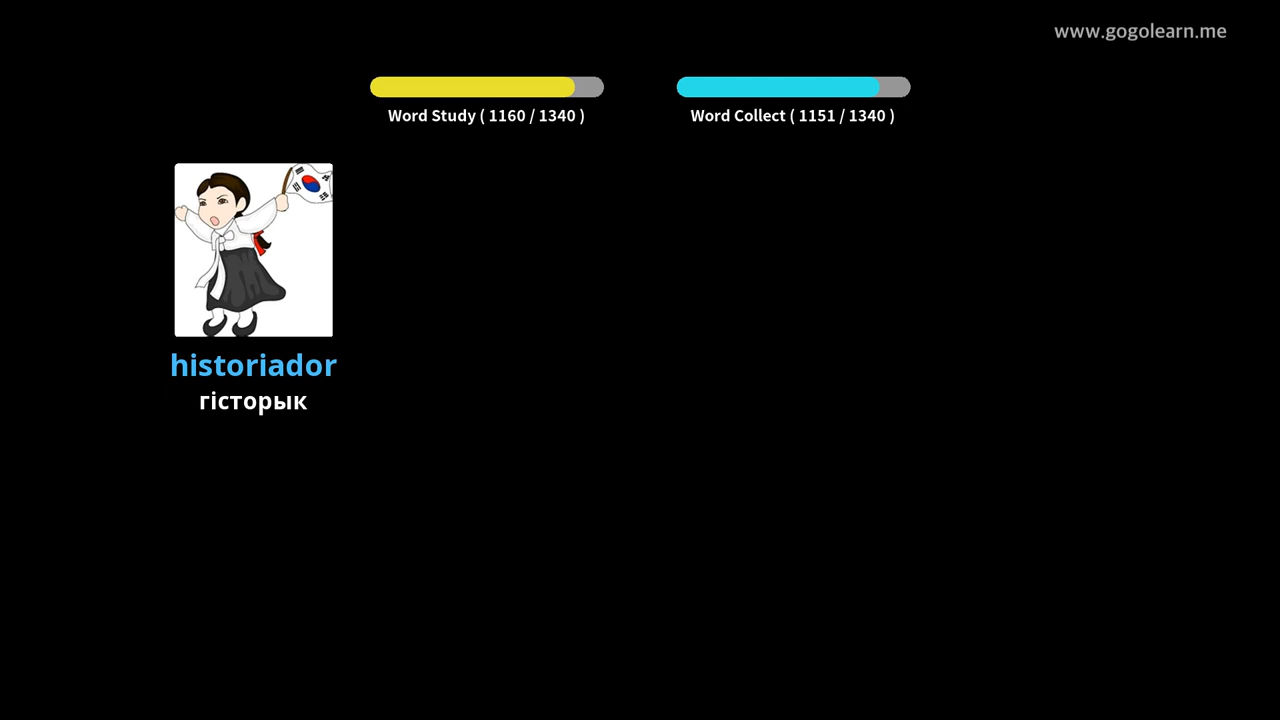 www.gogolearn.me
Word Study ( 1160 / 1340 )
Word Collect ( 1151 / 1340 )
historiador
гісторык